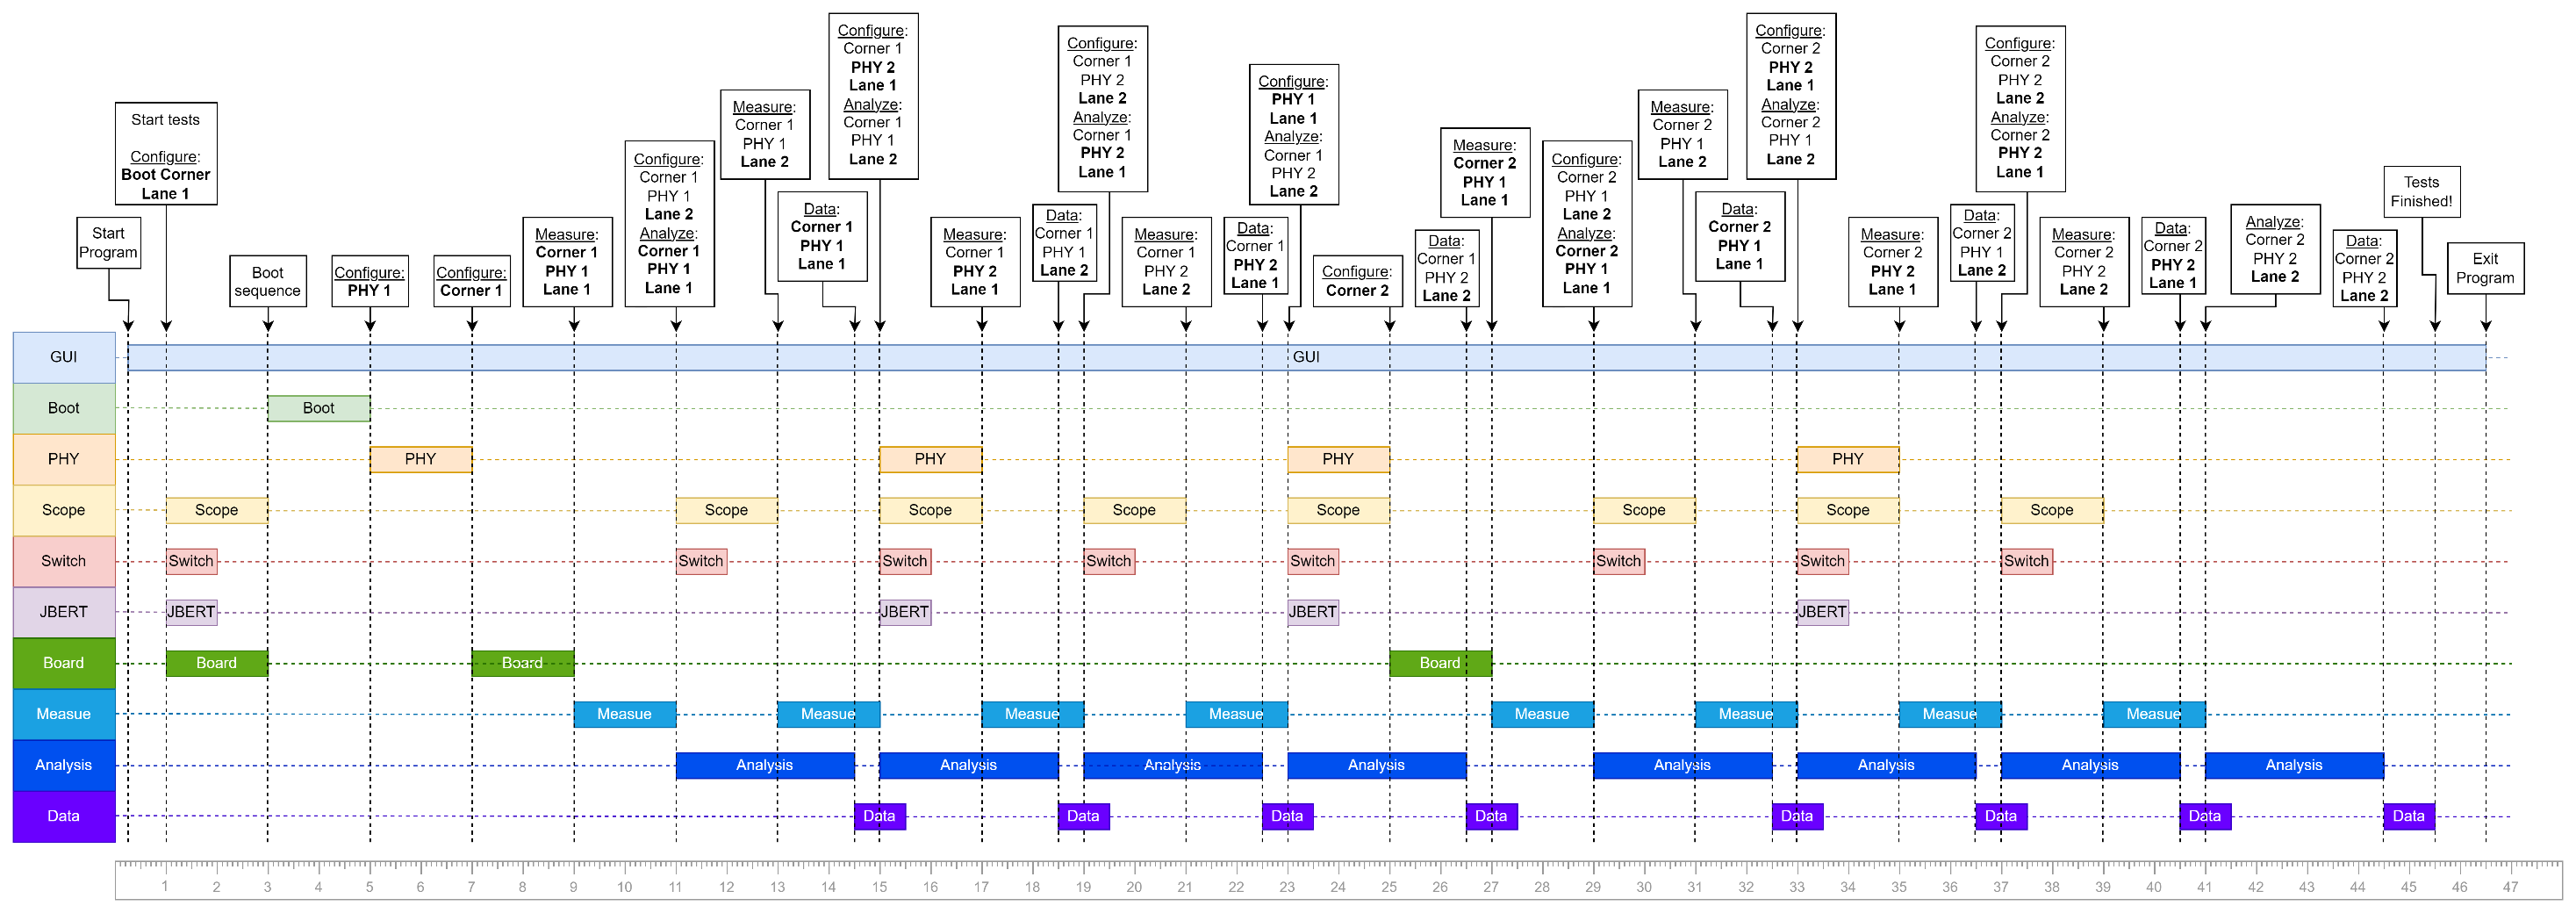 Start
Program
Start tests
Configure:
Boot Corner
Lane 1
Boot
sequence
Configure:
PHY 1
Configure:
Corner 1
Measure:
Corner 1
PHY 1
Lane 1
Configure:
Corner 1
PHY 1
Lane 2
Analyze:
Corner 1
PHY 1
Lane 1
Measure:
Corner 1
PHY 1
Lane 2
Data:
Corner 1
PHY 1
Lane 1
Configure:
Corner 1
PHY 2
Lane 1
Analyze:
Corner 1
PHY 1
Lane 2
Measure:
Corner 1
PHY 2
Lane 1
Data:
Corner 1
PHY 1
Lane 2
Configure:
Corner 1
PHY 2
Lane 2
Analyze:
Corner 1
PHY 2
Lane 1
Measure:
Corner 1
PHY 2
Lane 2
Data:
Corner 1
PHY 2
Lane 1
Configure:
PHY 1
Lane 1
Analyze:
Corner 1
PHY 2
Lane 2
Configure:
Corner 2
Data:
Corner 1
PHY 2
Lane 2
Measure:
Corner 2
PHY 1
Lane 1
Configure:
Corner 2
PHY 1
Lane 2
Analyze:
Corner 2
PHY 1
Lane 1
Measure:
Corner 2
PHY 1
Lane 2
Data:
Corner 2
PHY 1
Lane 1
Configure:
Corner 2
PHY 2
Lane 1
Analyze:
Corner 2
PHY 1
Lane 2
Measure:
Corner 2
PHY 2
Lane 1
Data:
Corner 2
PHY 1
Lane 2
Configure:
Corner 2
PHY 2
Lane 2
Analyze:
Corner 2
PHY 2
Lane 1
Measure:
Corner 2
PHY 2
Lane 2
Data:
Corner 2
PHY 2
Lane 1
Analyze:
Corner 2
PHY 2
Lane 2
Data:
Corner 2
PHY 2
Lane 2
Tests
Finished!
Exit
Program
GUI GUI
Boot Boot
PHY PHY PHY PHY PHY
Scope Scope Scope Scope Scope Scope Scope Scope Scope
Switch Switch Switch Switch Switch Switch Switch Switch Switch
JBERT JBERT JBERT JBERT JBERT
Board Board Board Board
Measue Measue Measue Measue Measue Measue Measue Measue Measue
Analysis Analysis Analysis Analysis Analysis Analysis Analysis Analysis Analysis
Data Data Data Data Data Data Data Data Data
1 2 3 4 5 6 7 8 9 10 11 12 13 14 15 16 17 18 19 20 21 22 23 24 25 26 27 28 29 30 31 32 33 34 35 36 37 38 39 40 41 42 43 44 45 46 47